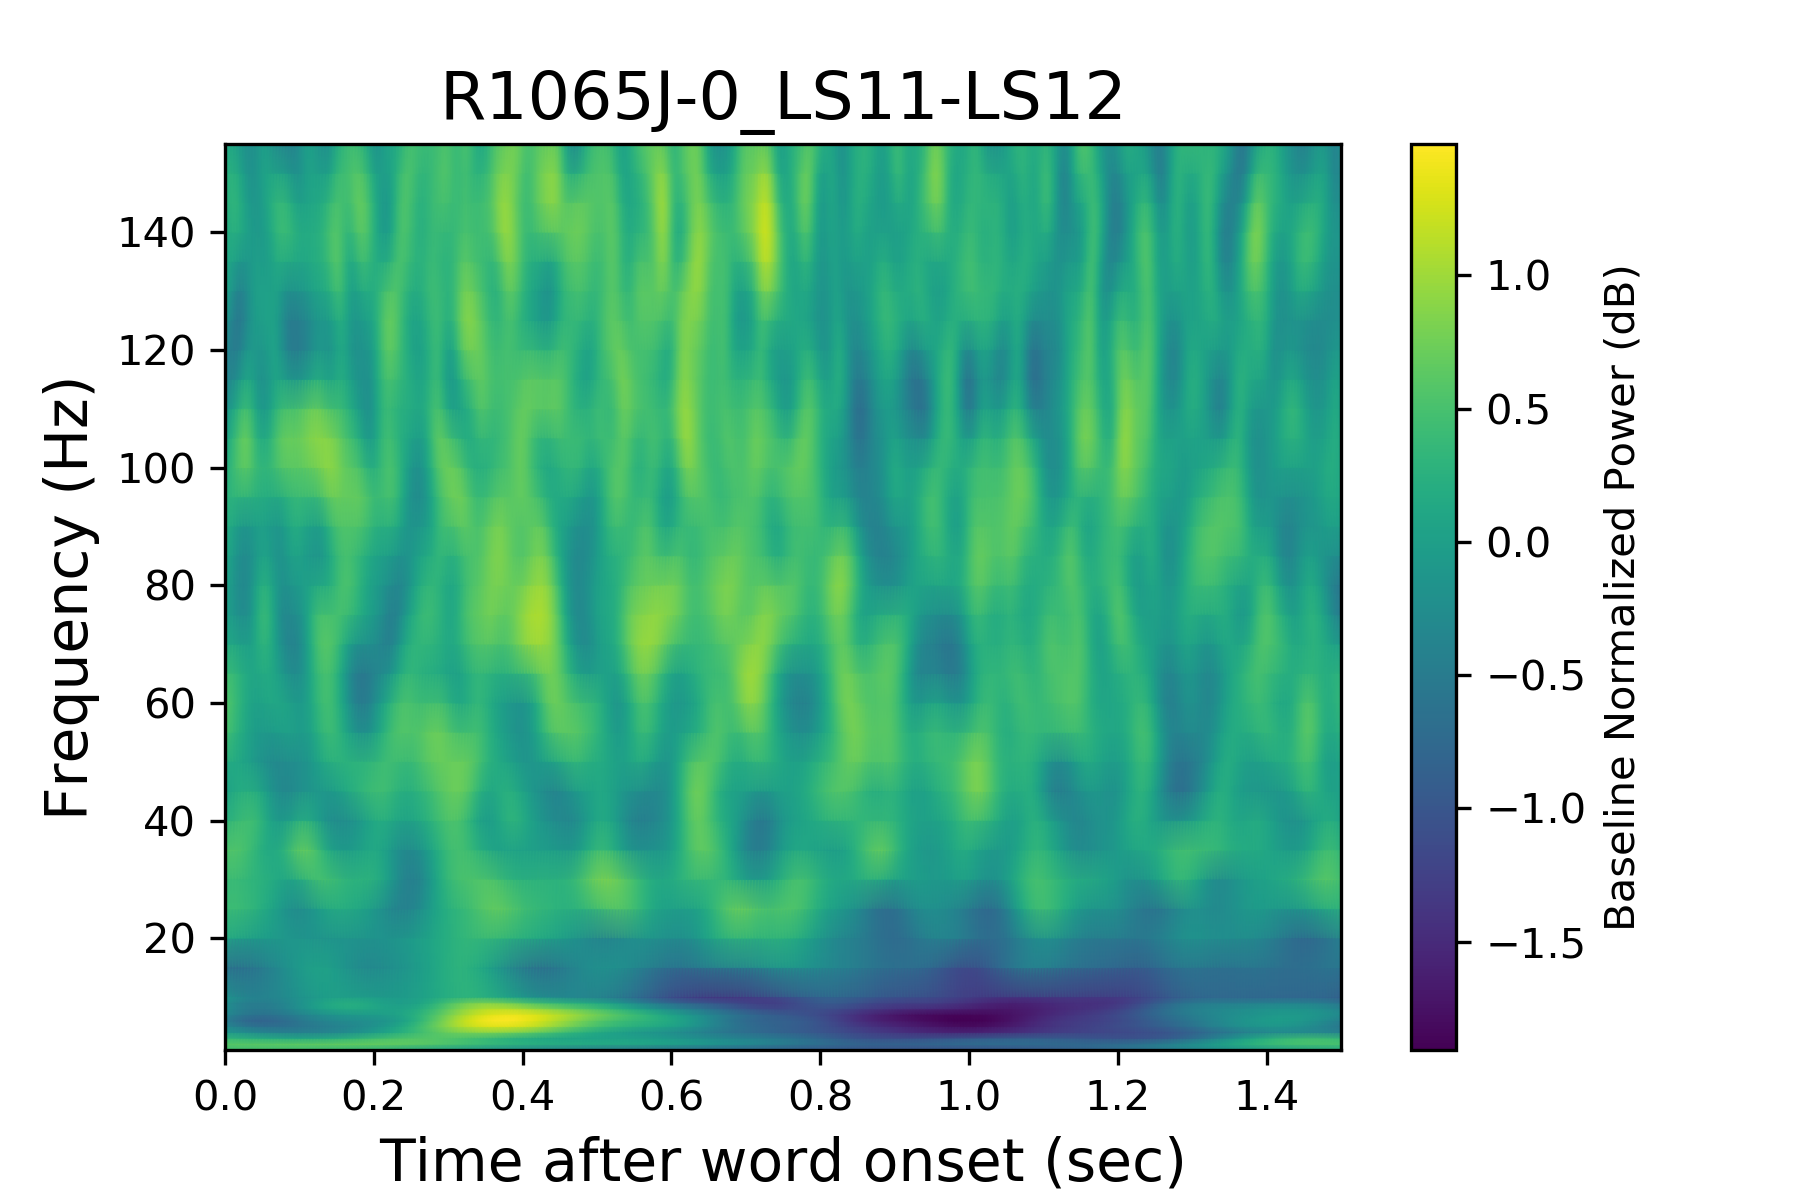 R1065J-0_LS11-LS12
Frequency (Hz)
140
120
100
80
60
40
20
0.0 0.2 0.4 0.6 0.8 1.0 1.2 1.4
Time after word onset (sec)
1.0
0.5
0.0
−0.5
−1.0
−1.5
Baseline Normalized Power (dB)